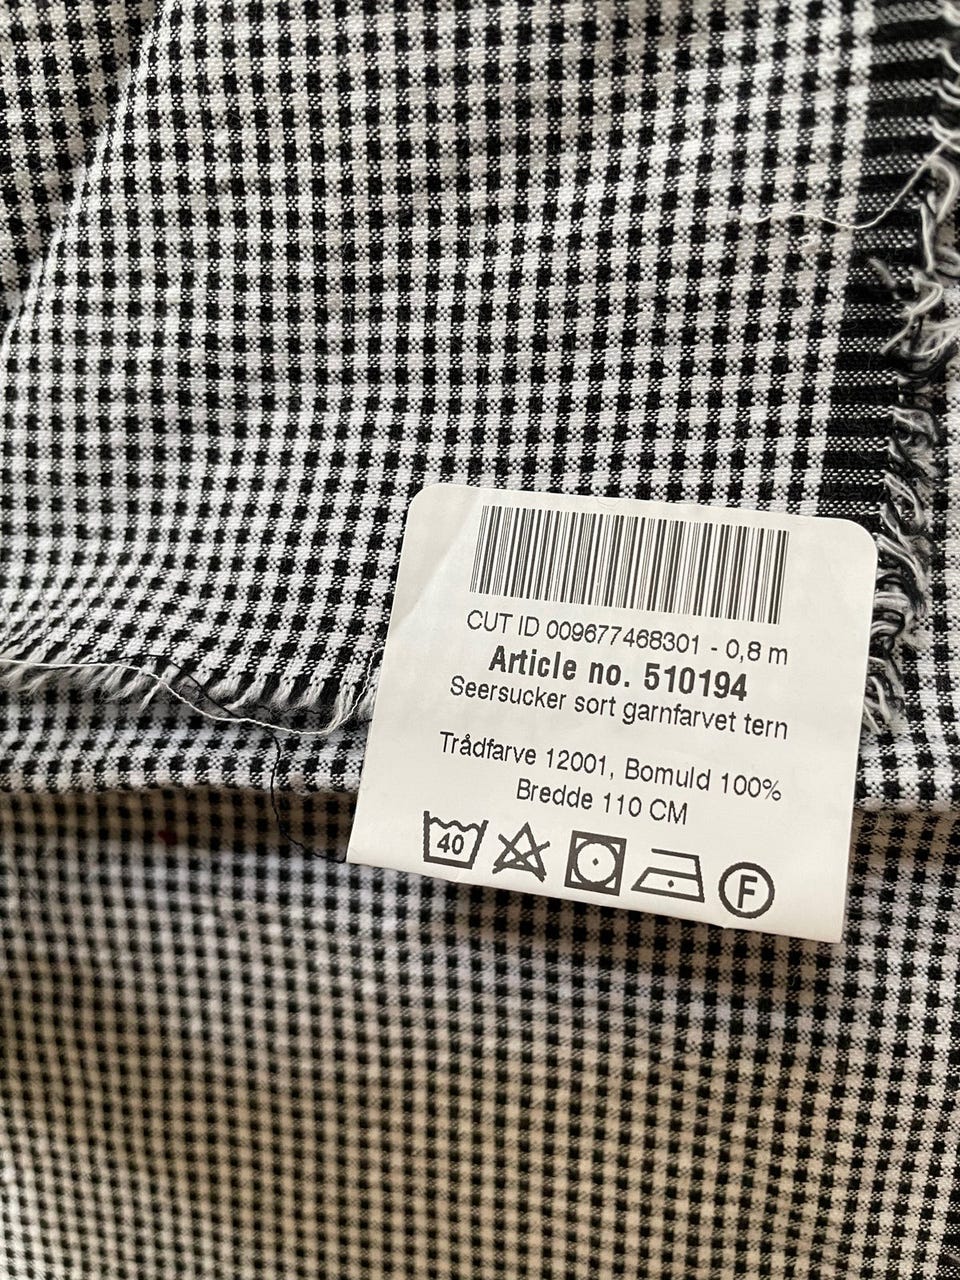 CUT ID 009677468301 - 0,8 m
Article no. 510194
Seersucker sort garnfarvet tern
Trådfarve 12001, Bomuld 100%
Bredde 110 CM
40
F